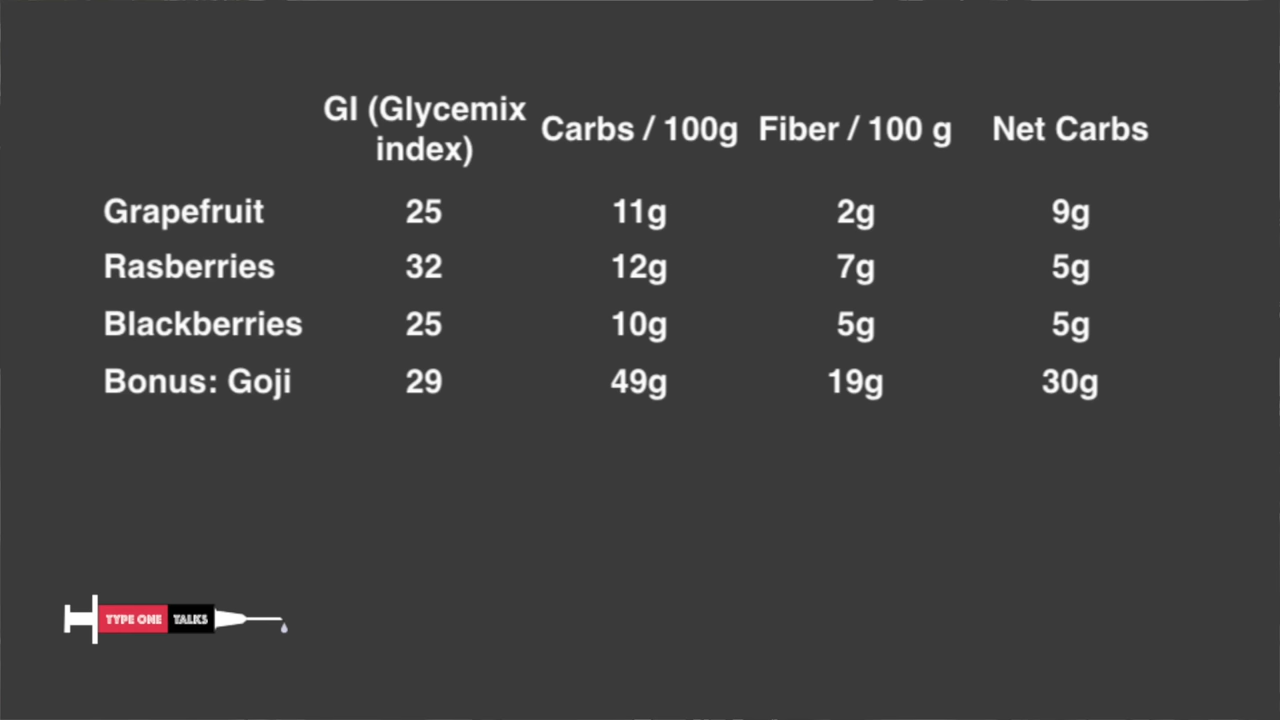 GI (Glycemix
index)
Carbs / 100g
Fiber / 100 g
Net Carbs
Grapefruit 25 11g 2g 9g
Rasberries 32 12g 7g 5g
Blackberries 25 10g 5g 5g
Bonus: Goji 29 49g 19g 30g
TYPE ONE TALKS